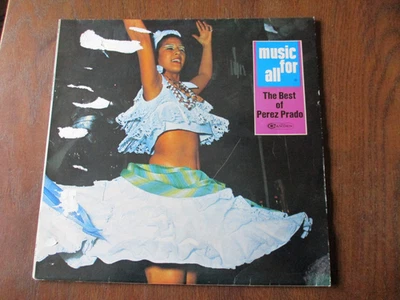 music
for
all
The Best
of
Perez Prado